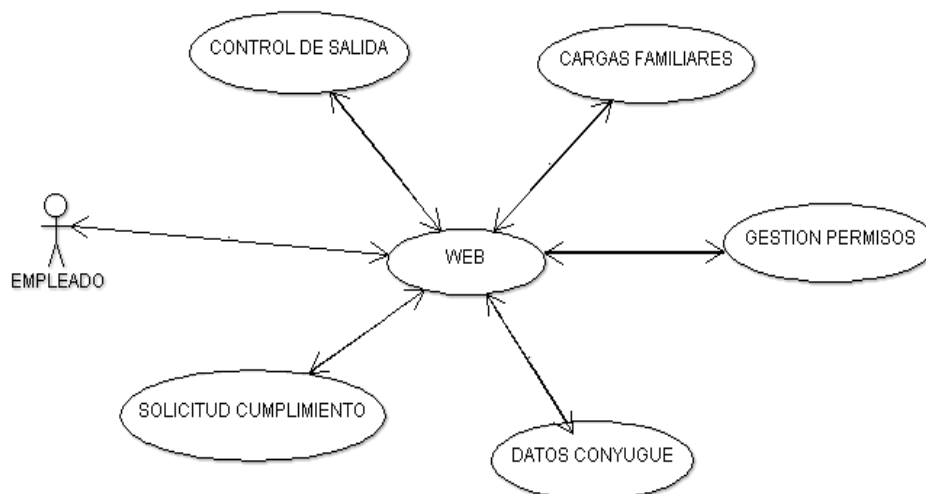 CONTROL DE SALIDA
CARGAS FAMILIARES
GESTION PERMISOS
WEB
EMPLEADO
SOLICITUD CUMPLIMIENTO
DATOS CONYUGUE